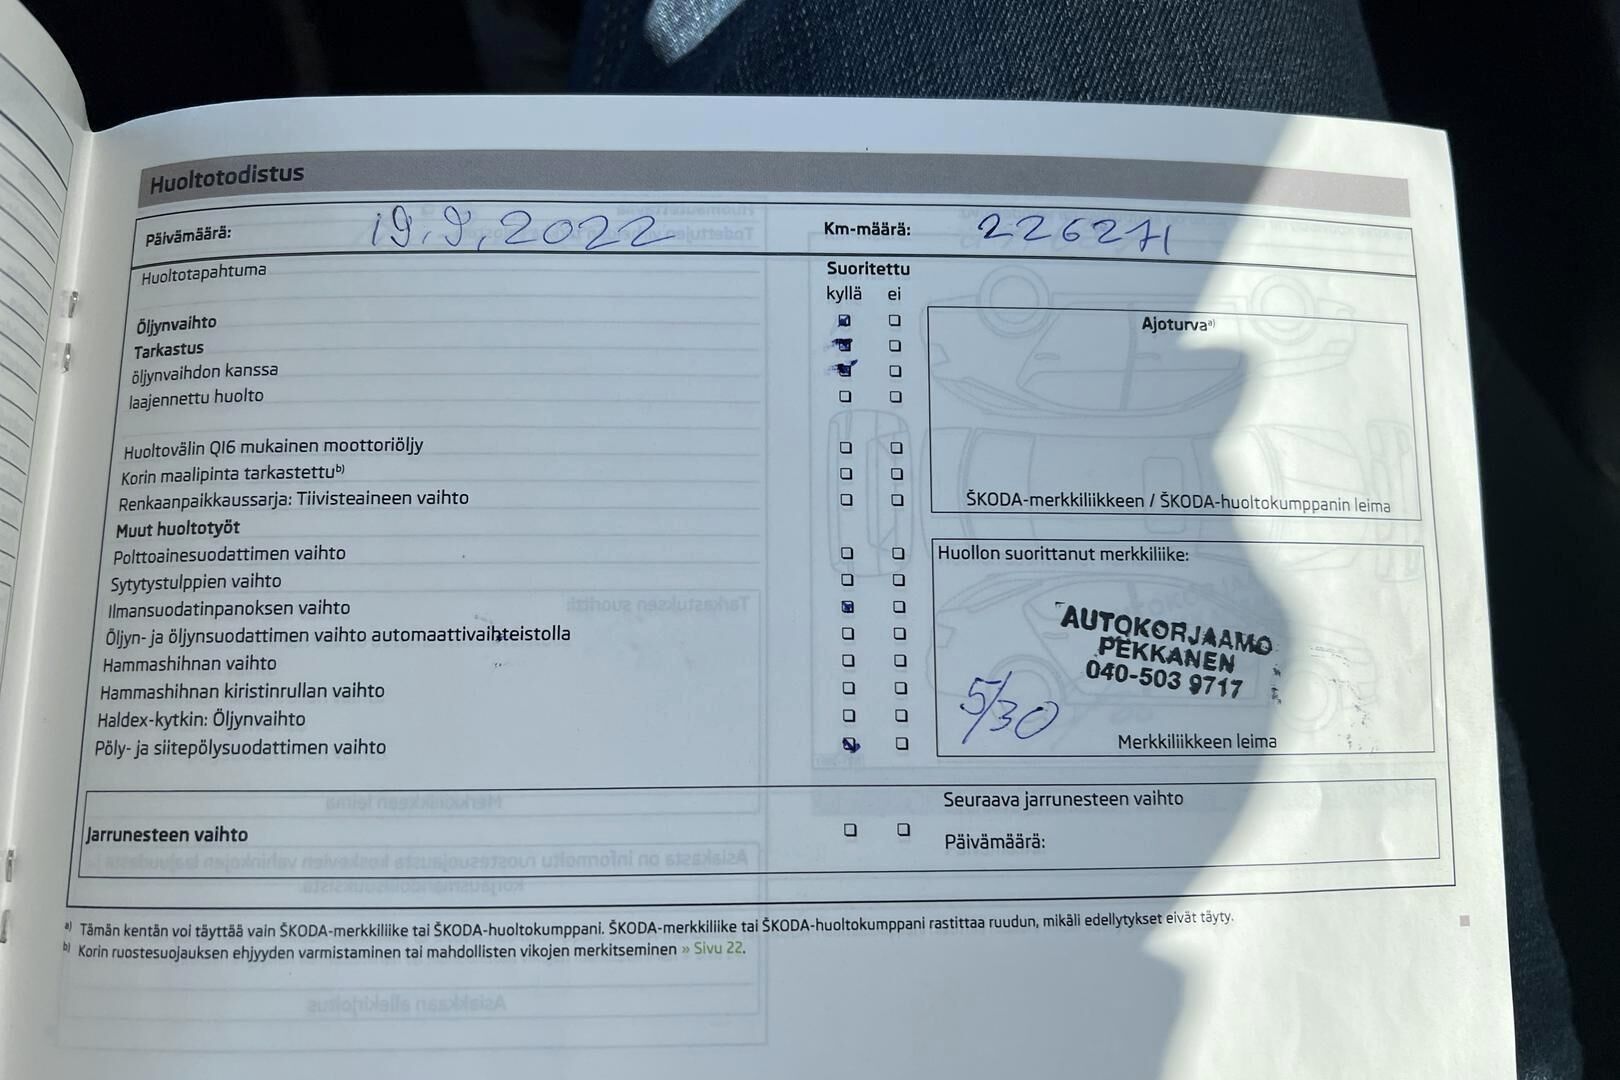 Huoltotodistus
Päivämäärä: 19.9.2022 Km-määrä: 226271
Huoltotapahtuma Suoritettu
kyllä ei
Öljynvaihto
Tarkastus
öljynvaihdon kanssa
laajennettu huolto
Ajoturva a)
ŠKODA-merkkiliikkeen / ŠKODA-huoltokumppanin leima
Huoltovälin QI6 mukainen moottoriöljy
Korin maalipinta tarkastettu b)
Renkaanpaikkaussarja: Tiivisteaineen vaihto
Muut huoltotyöt
Polttoainesuodattimen vaihto
Sytytystulppien vaihto
Ilmansuodatinpanoksen vaihto
Öljyn- ja öljynsuodattimen vaihto automaattivaihteistolla
Hammashihnan vaihto
Hammashihnan kiristinrullan vaihto
Haldex-kytkin: Öljynvaihto
Pöly- ja siitepölysuodattimen vaihto
Huollon suorittanut merkkiliike:
AUTOKORJAAMO
PEKKANEN
040-503 9717
5/30
Merkkiliikkeen leima
Jarrunesteen vaihto
Seuraava jarrunesteen vaihto
Päivämäärä:
a) Tämän kentän voi täyttää vain ŠKODA-merkkiliike tai ŠKODA-huoltokumppani. ŠKODA-merkkiliike tai ŠKODA-huoltokumppani rastittaa ruudun, mikäli edellytykset eivät täyty.
b) Korin ruostesuojauksen ehjyyden varmistaminen tai mahdollisten vikojen merkitseminen » Sivu 22.